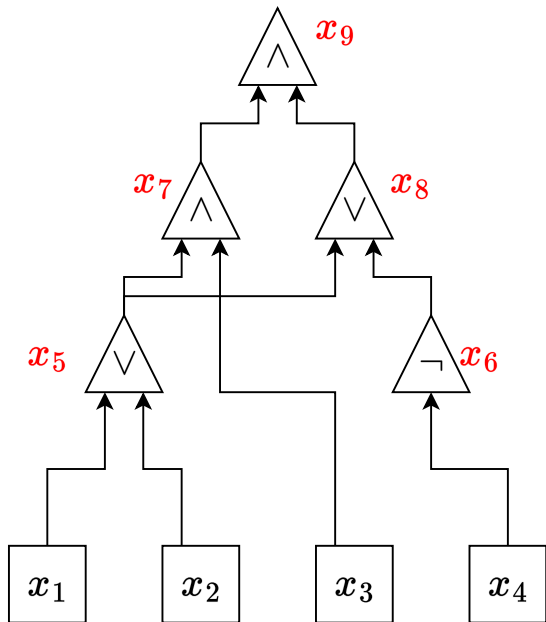 ∧ x₉
x₇ ∧ ∨ x₈
x₅ ∨ ¬ x₆
x₁ x₂ x₃ x₄